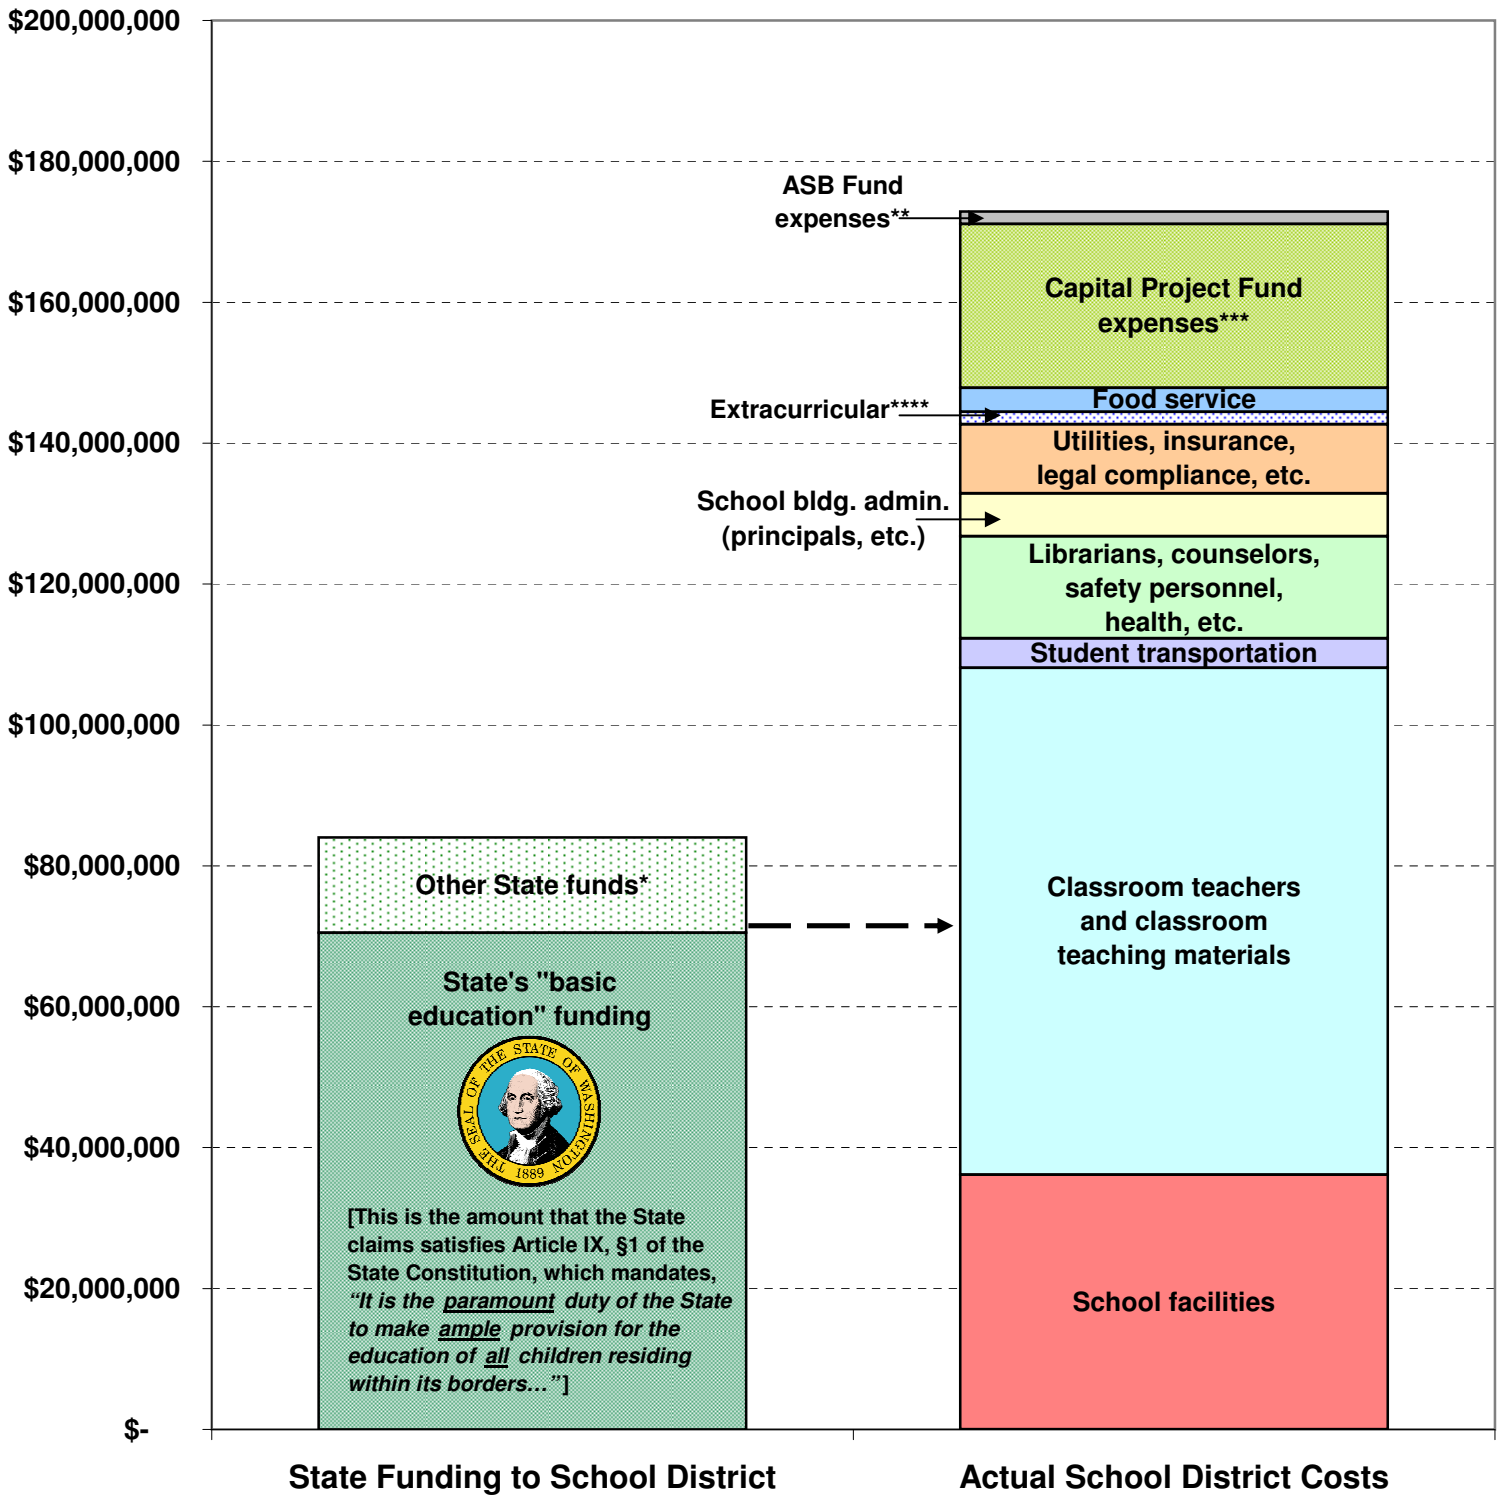 $200,000,000
$180,000,000
$160,000,000
$140,000,000
$120,000,000
$100,000,000
$80,000,000
$60,000,000
$40,000,000
$20,000,000
$-
Other State funds*
State's "basic
education" funding
THE SEAL OF THE STATE OF WASHINGTON
1889
[This is the amount that the State
claims satisfies Article IX, §1 of the
State Constitution, which mandates,
“It is the paramount duty of the State
to make ample provision for the
education of all children residing
within its borders…”]
ASB Fund
expenses**
Capital Project Fund
expenses***
Food service
Extracurricular****
Utilities, insurance,
legal compliance, etc.
School bldg. admin.
(principals, etc.)
Librarians, counselors,
safety personnel,
health, etc.
Student transportation
Classroom teachers
and classroom
teaching materials
School facilities
State Funding to School District
Actual School District Costs